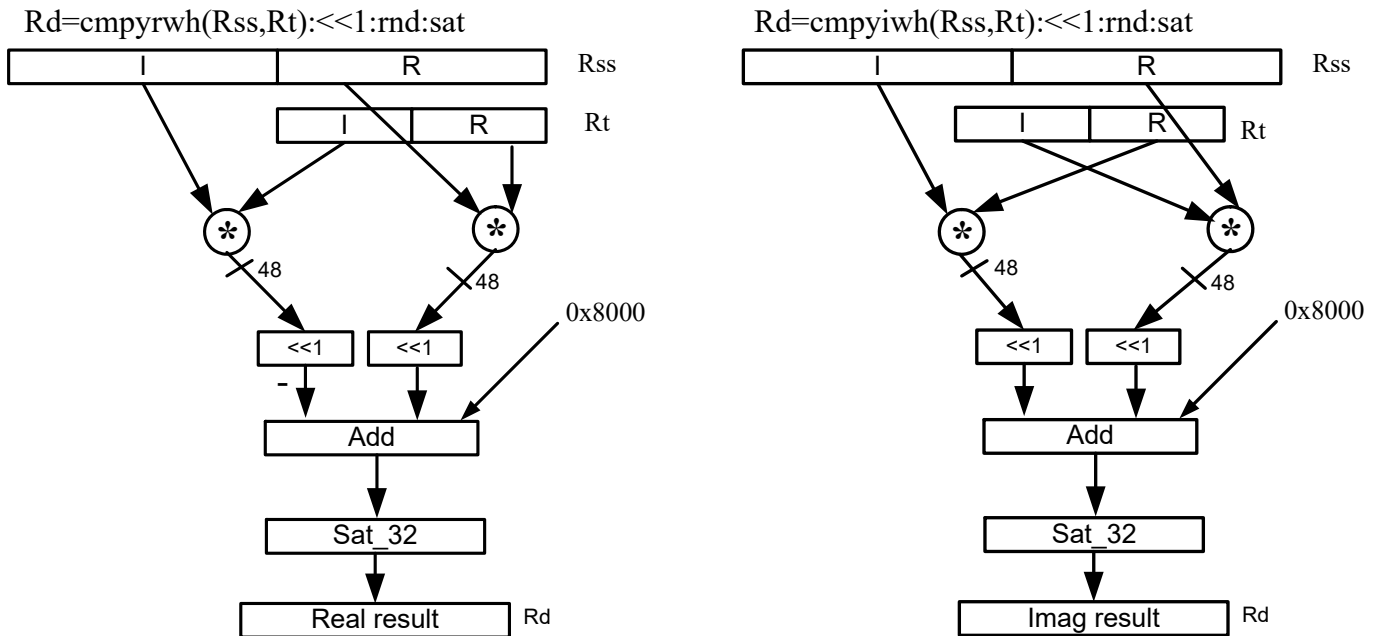 Rd=cmpyrwh(Rss,Rt):<<1:rnd:sat
I R Rss
I R Rt
* *
48 48
0x8000
<<1 <<1
-
Add
Sat_32
Real result Rd
Rd=cmpyiwh(Rss,Rt):<<1:rnd:sat
I R Rss
I R Rt
* *
48 48
0x8000
<<1 <<1
Add
Sat_32
Imag result Rd